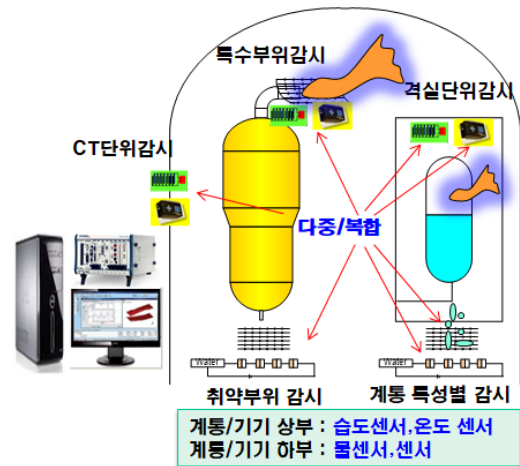 특수부위감시
격실단위감시
CT단위감시
다중/복합
Water
Water
취약부위 감시
계통 특성별 감시
계통/기기 상부 : 습도센서,온도 센서
계통/기기 하부 : 물센서,센서